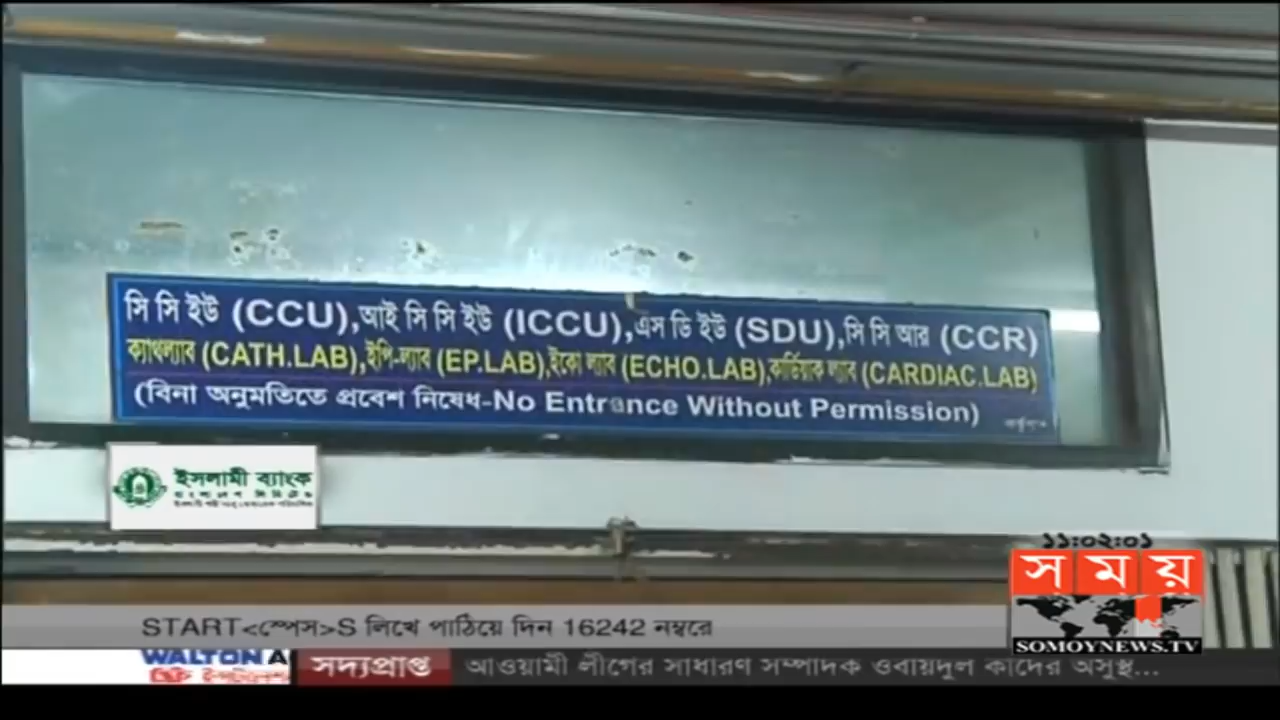 সি সি ইউ (CCU),আই সি সি ইউ (ICCU),এস ডি ইউ (SDU),সি সি আর (CCR)
ক্যাথল্যাব (CATH.LAB),ইপি-ল্যাব (EP.LAB),ইকো ল্যাব (ECHO.LAB),কার্ডিয়াক ল্যাব (CARDIAC.LAB)
(বিনা অনুমতিতে প্রবেশ নিষেধ-No Entrance Without Permission)
ইসলামী ব্যাংক
১১:০২:০১
সময়
SOMOYNEWS.TV
START<স্পেস>S লিখে পাঠিয়ে দিন 16242 নম্বরে
WALTON A
সদ্যপ্রাপ্ত
আওয়ামী লীগের সাধারণ সম্পাদক ওবায়দুল কাদের অসুস্থ...